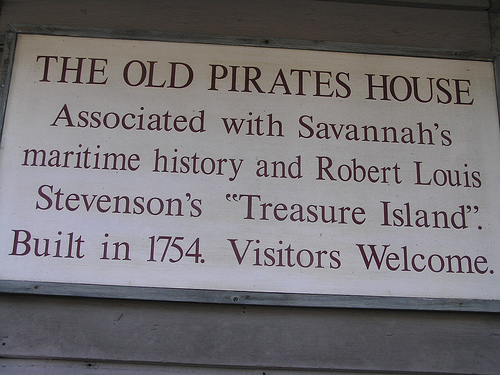 THE OLD PIRATES HOUSE
Associated with Savannah's
maritime history and Robert Louis
Stevenson's "Treasure Island".
Built in 1754. Visitors Welcome.